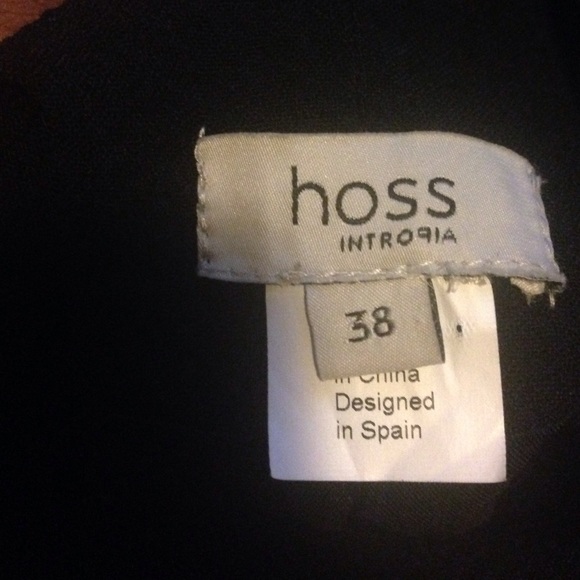 hoss
INTROPIA
38
in China
Designed
in Spain